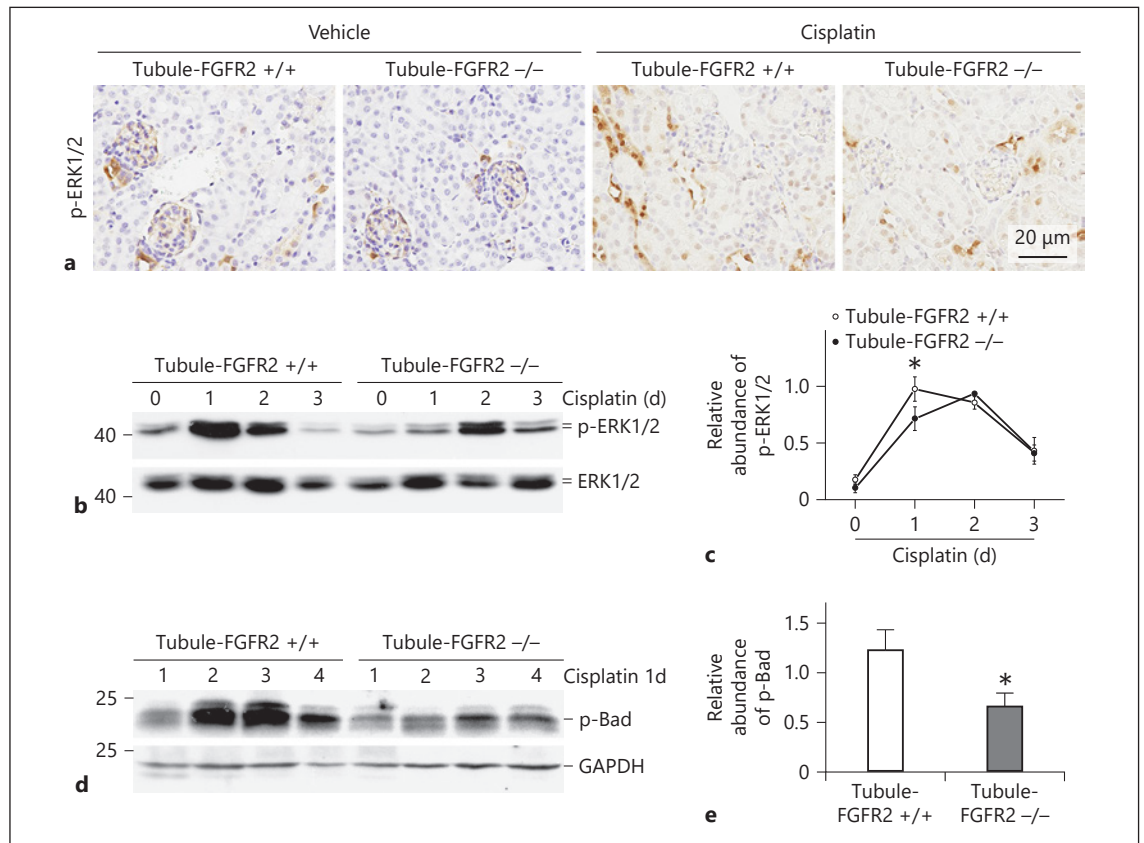 Vehicle
Cisplatin
Tubule-FGFR2 +/+
Tubule-FGFR2 –/–
Tubule-FGFR2 +/+
Tubule-FGFR2 –/–
p-ERK1/2
20 µm
a
Tubule-FGFR2 +/+
Tubule-FGFR2 –/–
0 1 2 3 0 1 2 3 Cisplatin (d)
40
p-ERK1/2
40
ERK1/2
b
Tubule-FGFR2 +/+
Tubule-FGFR2 –/–
*
Relative
abundance of
p-ERK1/2
1.0
0.5
0
0 1 2 3
Cisplatin (d)
c
Tubule-FGFR2 +/+
Tubule-FGFR2 –/–
1 2 3 4 1 2 3 4 Cisplatin 1d
25
p-Bad
25
GAPDH
d
Relative
abundance
of p-Bad
1.5
1.0
0.5
0
*
Tubule-
FGFR2 +/+
Tubule-
FGFR2 –/–
e